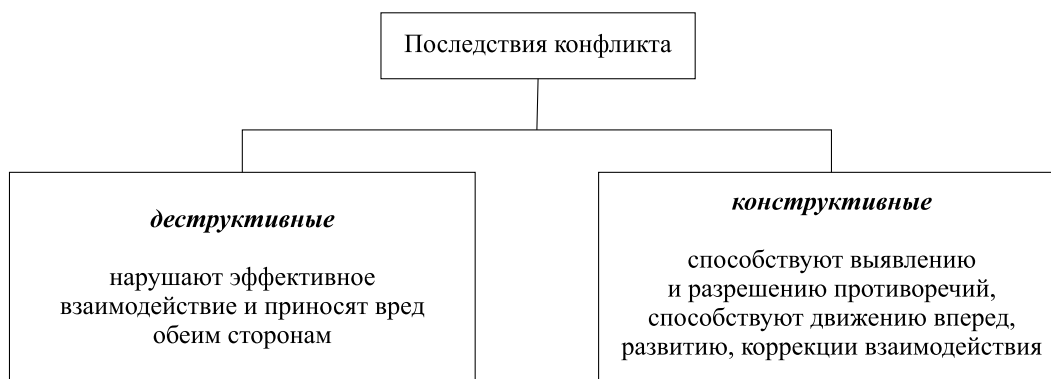 Последствия конфликта
деструктивные
нарушают эффективное
взаимодействие и приносят вред
обеим сторонам
конструктивные
способствуют выявлению
и разрешению противоречий,
способствуют движению вперед,
развитию, коррекции взаимодействия